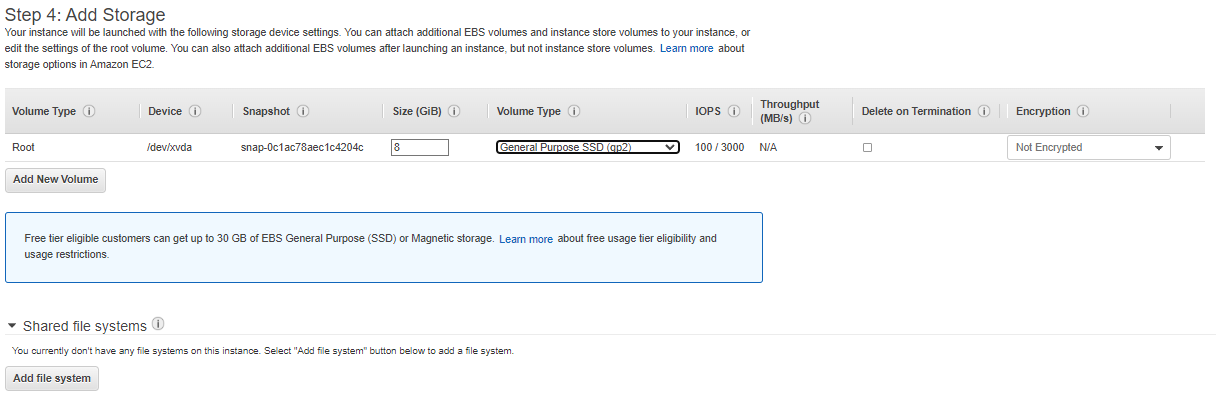 Step 4: Add Storage
Your instance will be launched with the following storage device settings. You can attach additional EBS volumes and instance store volumes to your instance, or
edit the settings of the root volume. You can also attach additional EBS volumes after launching an instance, but not instance store volumes. Learn more about
storage options in Amazon EC2.
Volume Type i Device i Snapshot i Size (GiB) i Volume Type i IOPS i Throughput (MB/s) i Delete on Termination i Encryption i
Root /dev/xvda snap-0c1ac78aec1c4204c 8 General Purpose SSD (gp2) 100 / 3000 N/A Not Encrypted
Add New Volume
Free tier eligible customers can get up to 30 GB of EBS General Purpose (SSD) or Magnetic storage. Learn more about free usage tier eligibility and
usage restrictions.
Shared file systems i
You currently don't have any file systems on this instance. Select "Add file system" button below to add a file system.
Add file system